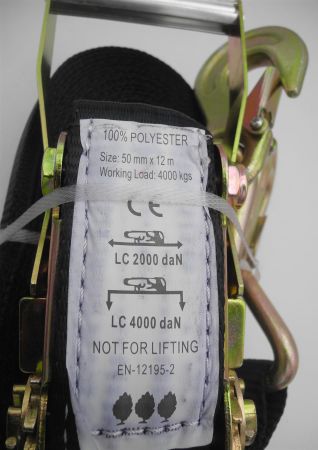 100% POLYESTER
Size: 50 mm x 12 m
Working Load: 4000 kgs
CE
LC 2000 daN
LC 4000 daN
NOT FOR LIFTING
EN-12195-2